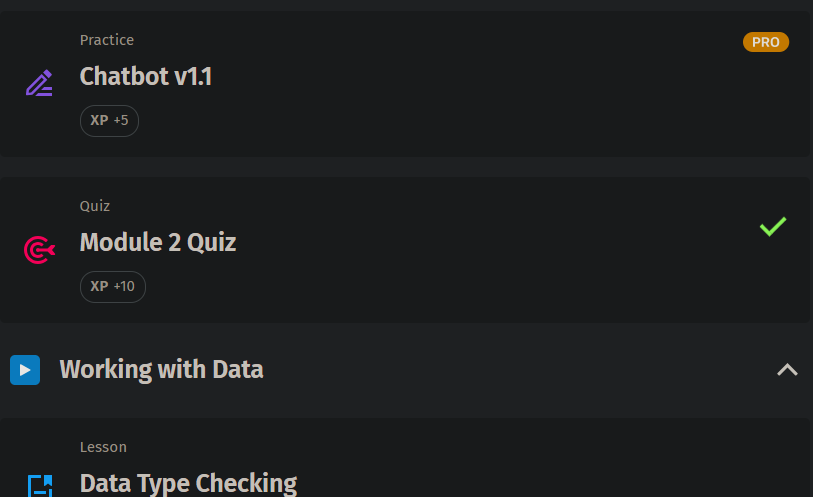 Practice
PRO
Chatbot v1.1
XP +5
Quiz
Module 2 Quiz
XP +10
Working with Data
Lesson
Data Type Checking